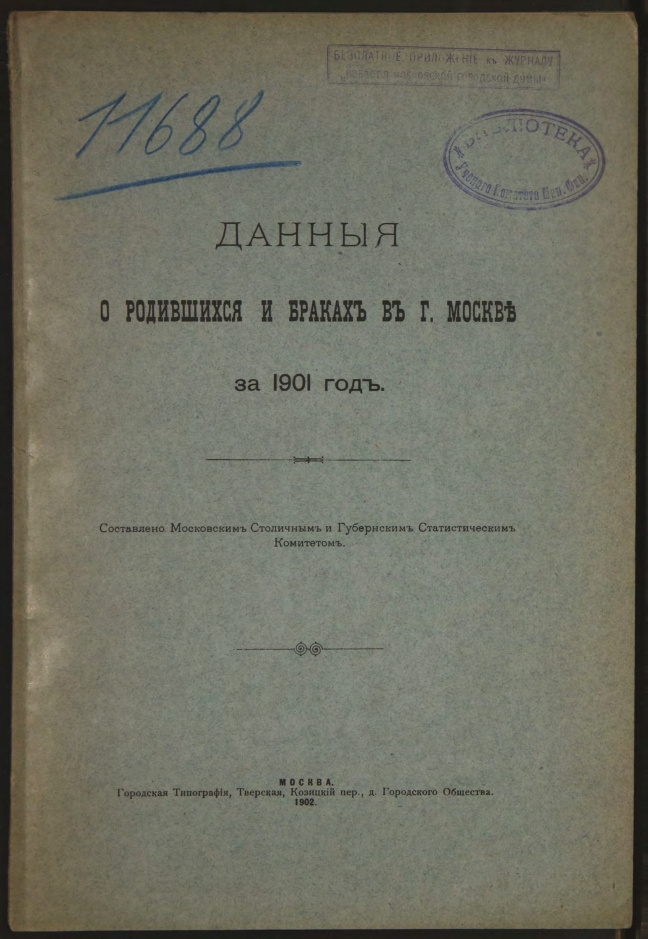 БЕЗПЛАТНОЕ ПРИЛОЖЕНІЕ къ ЖУРНАЛУ
11688
БИБЛІОТЕКА
ДАННЫЯ
О РОДИВШИХСЯ И БРАКАХЪ ВЪ Г. МОСКВѢ
за 1901 годъ.
Составлено Московскимъ Столичнымъ и Губернскимъ Статистическимъ
Комитетомъ.
МОСКВА.
Городская Типографія, Тверская, Козицкій пер., д. Городского Общества.
1902.